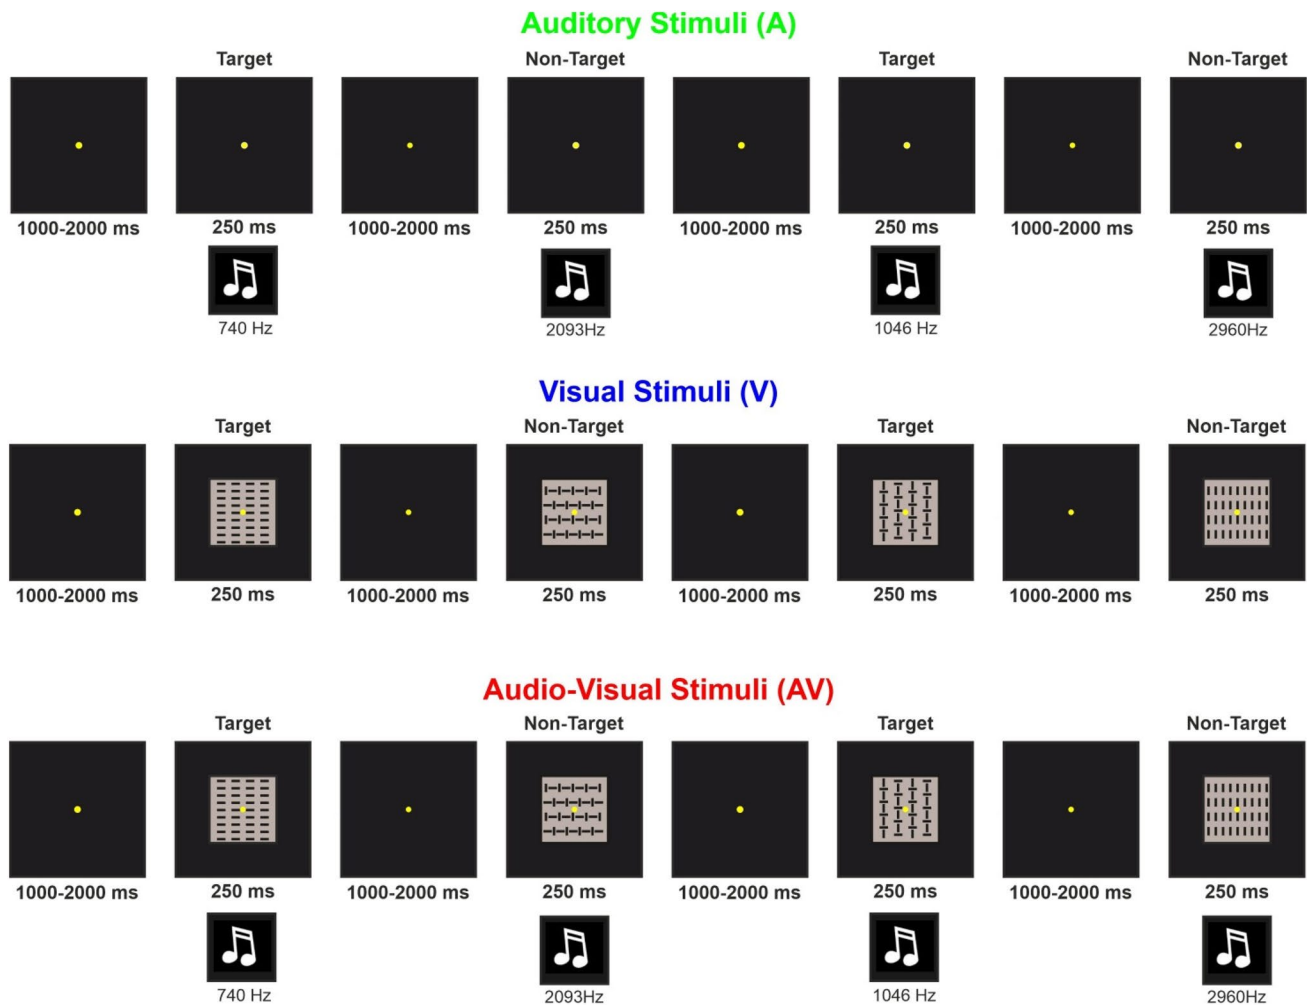 Auditory Stimuli (A)
Target Non-Target Target Non-Target
1000-2000 ms 250 ms 1000-2000 ms 250 ms 1000-2000 ms 250 ms 1000-2000 ms 250 ms
740 Hz 2093Hz 1046 Hz 2960Hz
Visual Stimuli (V)
Target Non-Target Target Non-Target
1000-2000 ms 250 ms 1000-2000 ms 250 ms 1000-2000 ms 250 ms 1000-2000 ms 250 ms
Audio-Visual Stimuli (AV)
Target Non-Target Target Non-Target
1000-2000 ms 250 ms 1000-2000 ms 250 ms 1000-2000 ms 250 ms 1000-2000 ms 250 ms
740 Hz 2093Hz 1046 Hz 2960Hz